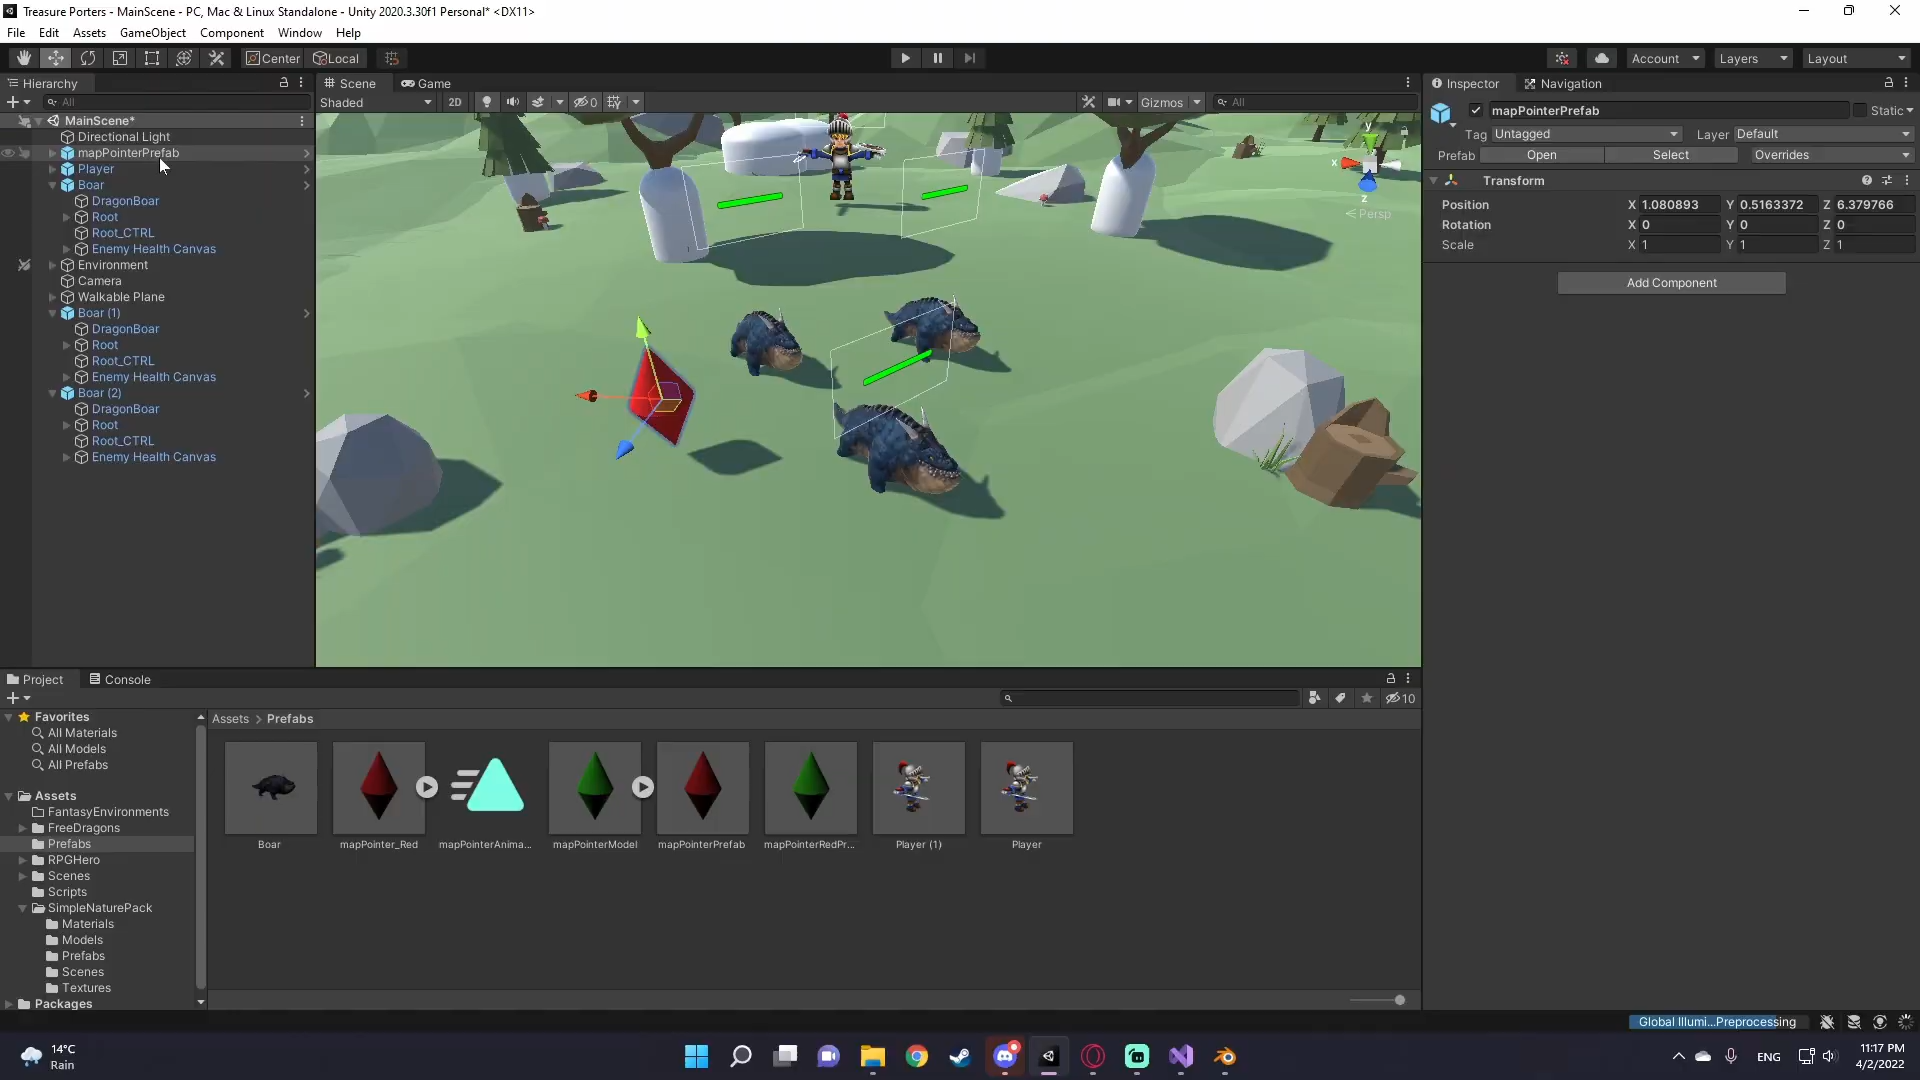 Treasure Porters - MainScene - PC, Mac & Linux Standalone - Unity 2020.3.30f1 Personal* <DX11>
File Edit Assets GameObject Component Window Help
Center Local Account Layers Layout
Hierarchy
All
MainScene*
Directional Light
mapPointerPrefab
Player
Boar
DragonBoar
Root
Root_CTRL
Enemy Health Canvas
Environment
Camera
Walkable Plane
Boar (1)
DragonBoar
Root
Root_CTRL
Enemy Health Canvas
Boar (2)
DragonBoar
Root
Root_CTRL
Enemy Health Canvas
Scene Game
Shaded 2D 0 Gizmos All
y
x
z
Persp
Inspector Navigation
mapPointerPrefab Static
Tag Untagged Layer Default
Prefab Open Select Overrides
Transform
Position X 1.080893 Y 0.5163372 Z 6.379766
Rotation X 0 Y 0 Z 0
Scale X 1 Y 1 Z 1
Add Component
Project Console
10
Favorites
All Materials
All Models
All Prefabs
Assets
FantasyEnvironments
FreeDragons
Prefabs
RPGHero
Scenes
Scripts
SimpleNaturePack
Materials
Models
Prefabs
Scenes
Textures
Packages
Assets > Prefabs
Boar mapPointer_Red mapPointerAnima... mapPointerModel mapPointerPrefab mapPointerRedPr... Player (1) Player
Global Illumi...Preprocessing
14°C
Rain
ENG
11:17 PM
4/2/2022